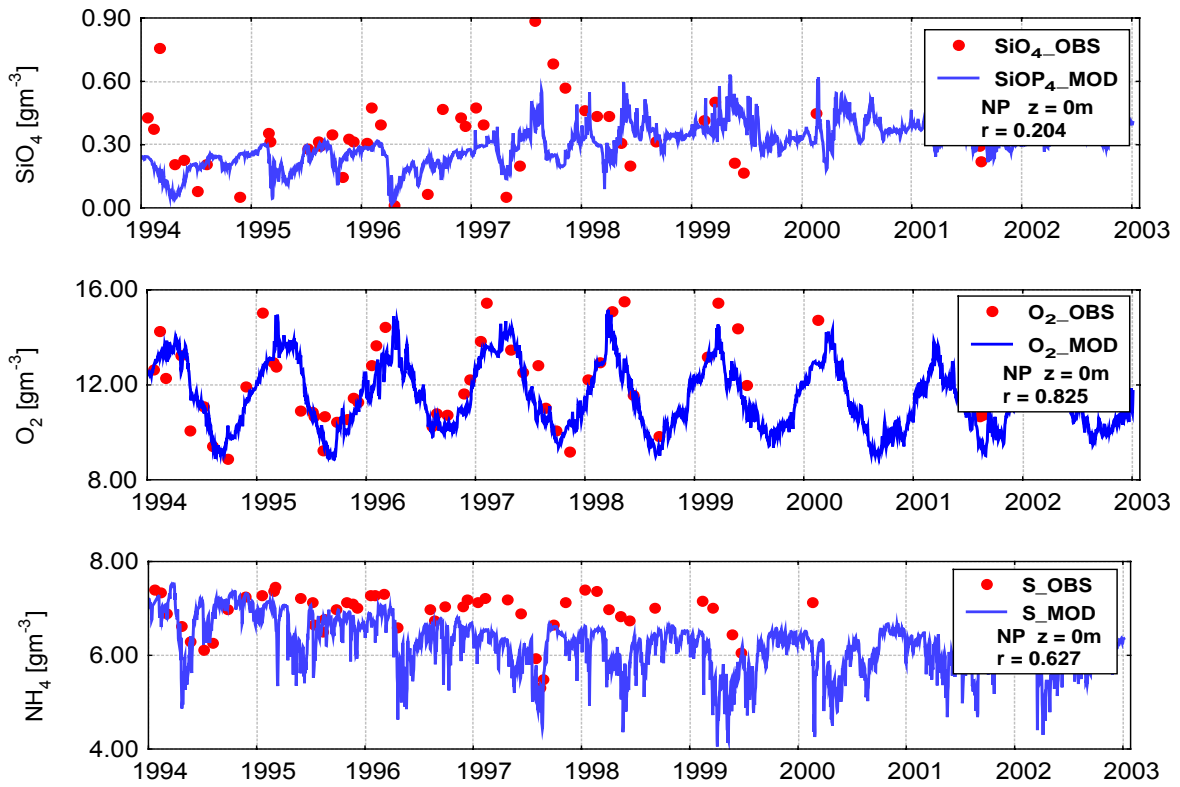 0.90
0.60
0.30
0.00
SiO₄ [gm⁻³]
SiO₄_OBS
SiOP₄_MOD
NP z = 0m
r = 0.204
1994 1995 1996 1997 1998 1999 2000 2001 2002 2003
16.00
12.00
8.00
O₂ [gm⁻³]
O₂_OBS
O₂_MOD
NP z = 0m
r = 0.825
1994 1995 1996 1997 1998 1999 2000 2001 2002 2003
8.00
6.00
4.00
NH₄ [gm⁻³]
S_OBS
S_MOD
NP z = 0m
r = 0.627
1994 1995 1996 1997 1998 1999 2000 2001 2002 2003